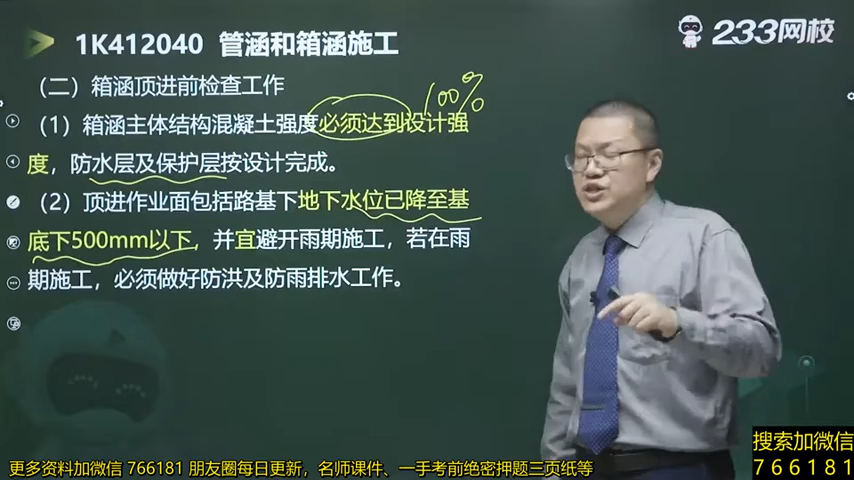 1K412040 管涵和箱涵施工
233网校
（二）箱涵顶进前检查工作
100%
（1）箱涵主体结构混凝土强度必须达到设计强
度，防水层及保护层按设计完成。
（2）顶进作业面包括路基下地下水位已降至基
底下500mm以下，并宜避开雨期施工，若在雨
期施工，必须做好防洪及防雨排水工作。
搜索加微信
766181
更多资料加微信 766181 朋友圈每日更新，名师课件、一手考前绝密押题三页纸等